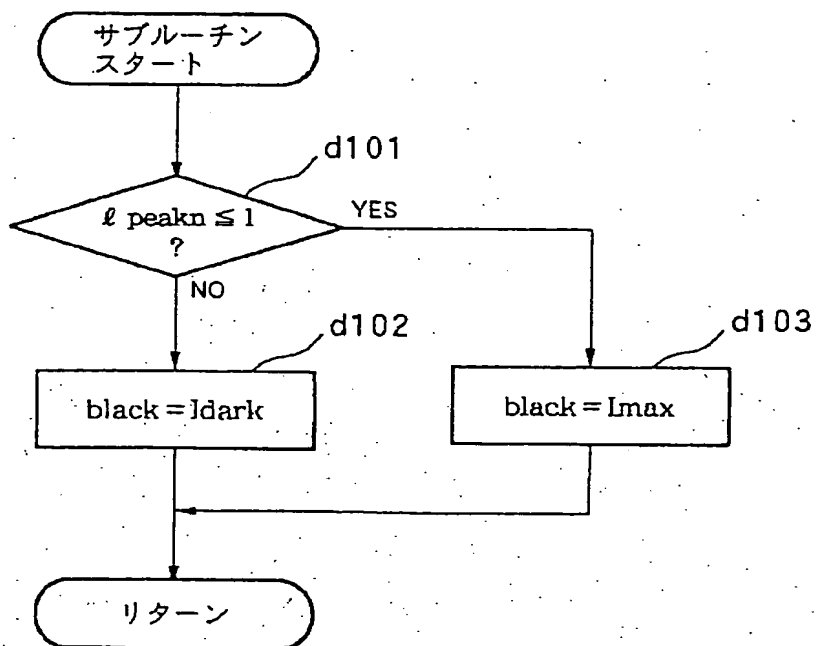 サブルーチン
スタート
d101
ℓ peakn ≦ 1
?
YES
NO
d102
d103
black = Idark
black = Imax
リターン